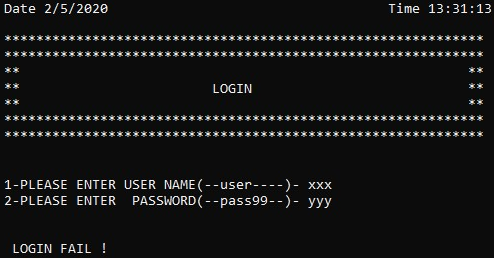 Date 2/5/2020 Time 13:31:13
************************************************************
************************************************************
** **
** LOGIN **
** **
************************************************************
************************************************************
1-PLEASE ENTER USER NAME(--user----)- xxx
2-PLEASE ENTER  PASSWORD(--pass99--)- yyy
LOGIN FAIL !